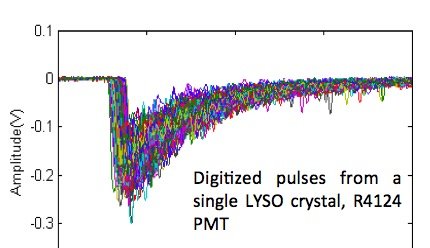 0.1
0
-0.1
-0.2
-0.3
Amplitude(V)
Digitized pulses from a
single LYSO crystal, R4124
PMT